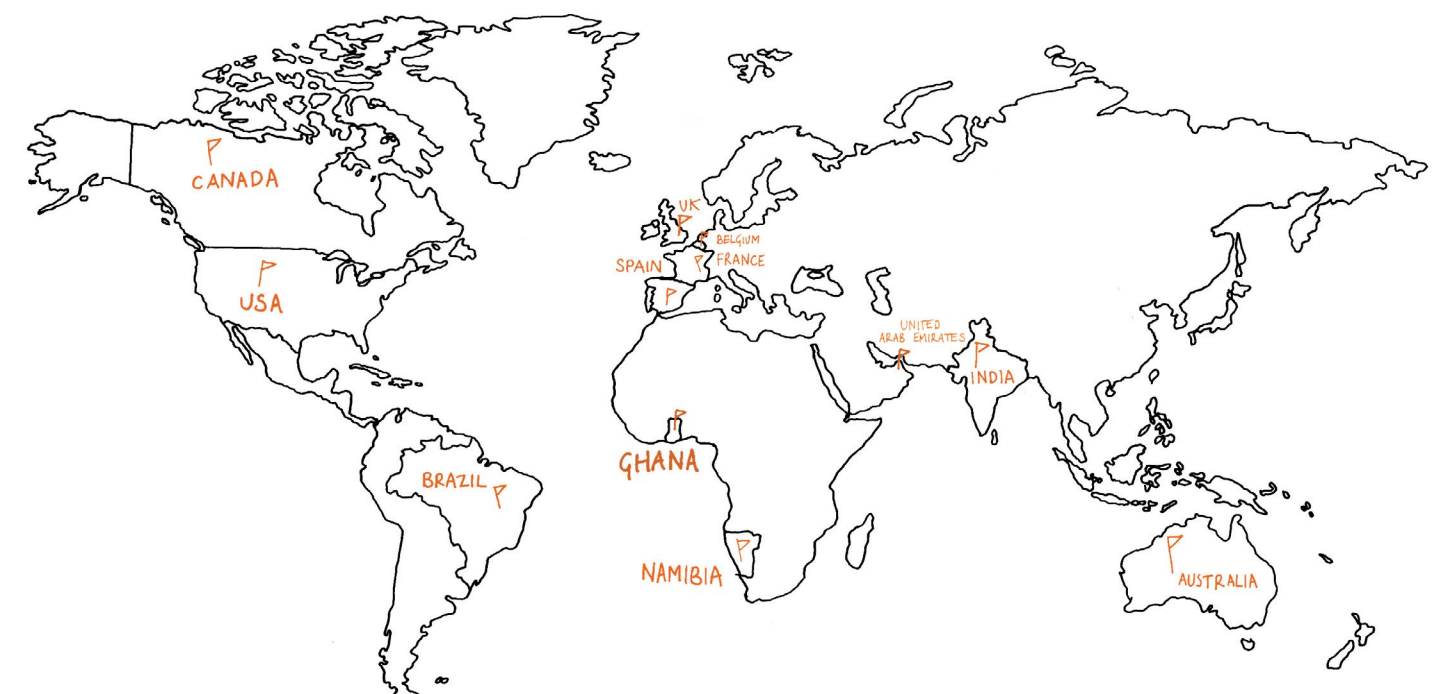 CANADA
UK
BELGIUM
FRANCE
SPAIN
USA
UNITED
ARAB EMIRATES
INDIA
GHANA
BRAZIL
NAMIBIA
AUSTRALIA